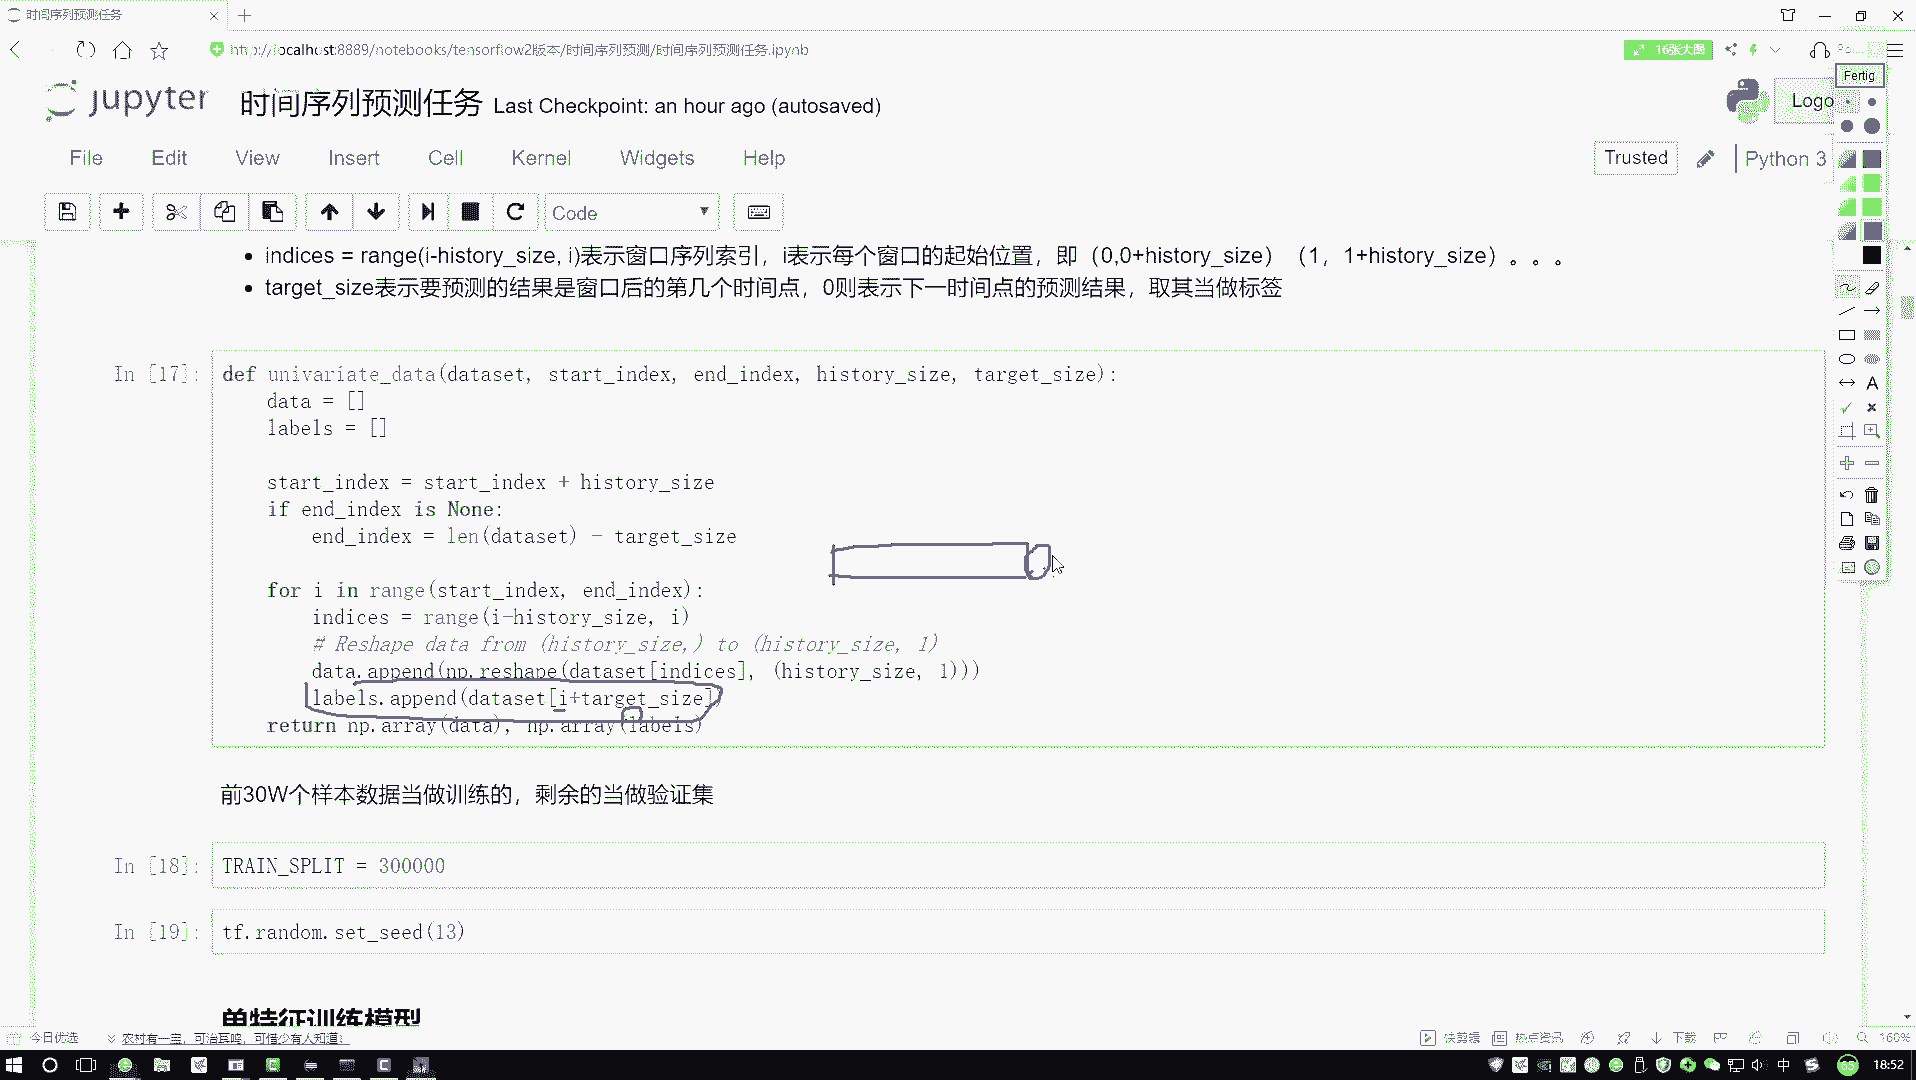 时间序列预测任务
http://localhost:8889/notebooks/tensorflow2版本/时间序列预测/时间序列预测任务.ipynb
16张大图
Fertig
jupyter 时间序列预测任务 Last Checkpoint: an hour ago (autosaved)
Logo
File Edit View Insert Cell Kernel Widgets Help
Trusted Python 3
Code
indices = range(i-history_size, i)表示窗口序列索引，i表示每个窗口的起始位置，即（0,0+history_size）（1，1+history_size）。。。
target_size表示要预测的结果是窗口后的第几个时间点，0则表示下一时间点的预测结果，取其当做标签
In [17]: def univariate_data(dataset, start_index, end_index, history_size, target_size):
data = []
labels = []
start_index = start_index + history_size
if end_index is None:
end_index = len(dataset) - target_size
for i in range(start_index, end_index):
indices = range(i-history_size, i)
# Reshape data from (history_size,) to (history_size, 1)
data.append(np.reshape(dataset[indices], (history_size, 1)))
labels.append(dataset[i+target_size]
return np.array(data), np.array(labels)
前30W个样本数据当做训练的，剩余的当做验证集
In [18]: TRAIN_SPLIT = 300000
In [19]: tf.random.set_seed(13)
单特征训练模型
今日优选 农村有一宝，可治耳鸣，可惜少有人知道！ 快剪辑 热点资讯 下载 160%
中 65 18:52